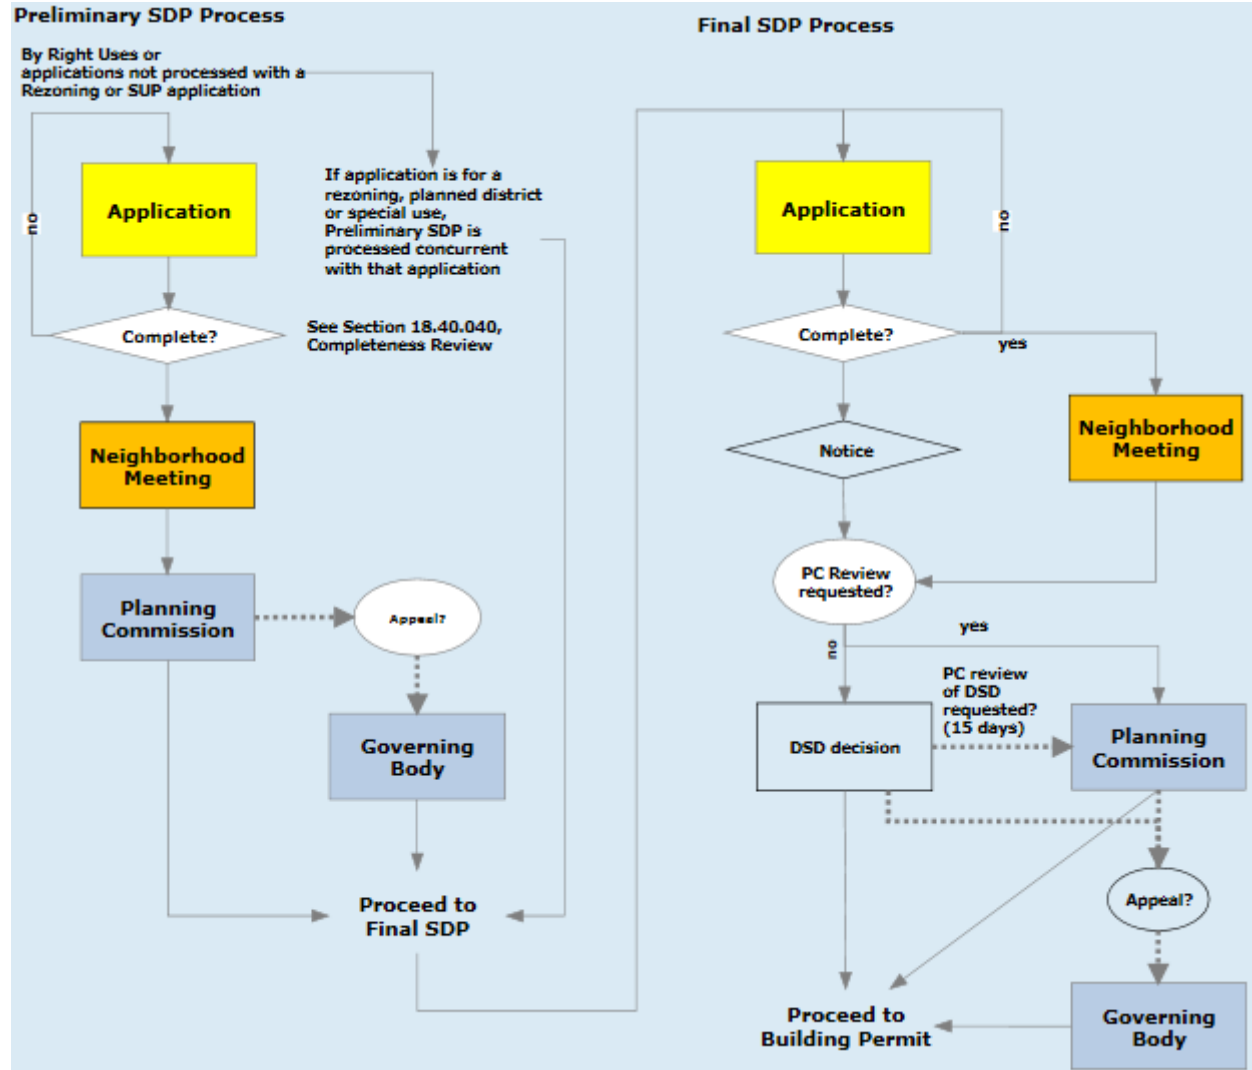 Preliminary SDP Process
By Right Uses or
applications not processed with a
Rezoning or SUP application
no
Application
If application is for a
rezoning, planned district
or special use,
Preliminary SDP is
processed concurrent
with that application
Complete?
See Section 18.40.040,
Completeness Review
Neighborhood
Meeting
Planning
Commission
Appeal?
Governing
Body
Proceed to
Final SDP
Final SDP Process
Application
no
Complete?
yes
Notice
Neighborhood
Meeting
PC Review
requested?
yes
no
PC review
of DSD
requested?
(15 days)
DSD decision
Planning
Commission
Appeal?
Proceed to
Building Permit
Governing
Body